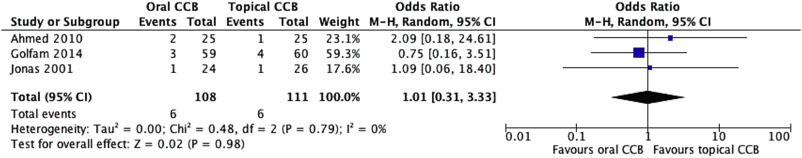 Oral CCB Topical CCB Odds Ratio Odds Ratio
Study or Subgroup Events Total Events Total Weight M-H, Random, 95% CI M-H, Random, 95% CI
Ahmed 2010 2 25 1 25 23.1% 2.09 [0.18, 24.61]
Golfam 2014 3 59 4 60 59.3% 0.75 [0.16, 3.51]
Jonas 2001 1 24 1 26 17.6% 1.09 [0.06, 18.40]
Total (95% CI) 108 111 100.0% 1.01 [0.31, 3.33]
Total events 6 6
Heterogeneity: Tau² = 0.00; Chi² = 0.48, df = 2 (P = 0.79); I² = 0%
Test for overall effect: Z = 0.02 (P = 0.98)
0.01 0.1 1 10 100
Favours oral CCB Favours topical CCB